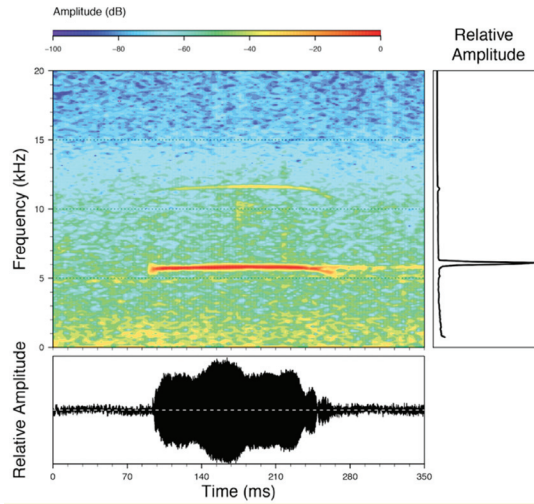 Amplitude (dB)
-100 -80 -60 -40 -20 0
Relative
Amplitude
20
15
10
5
0
Frequency (kHz)
Relative Amplitude
0 70 140 210 280 350
Time (ms)